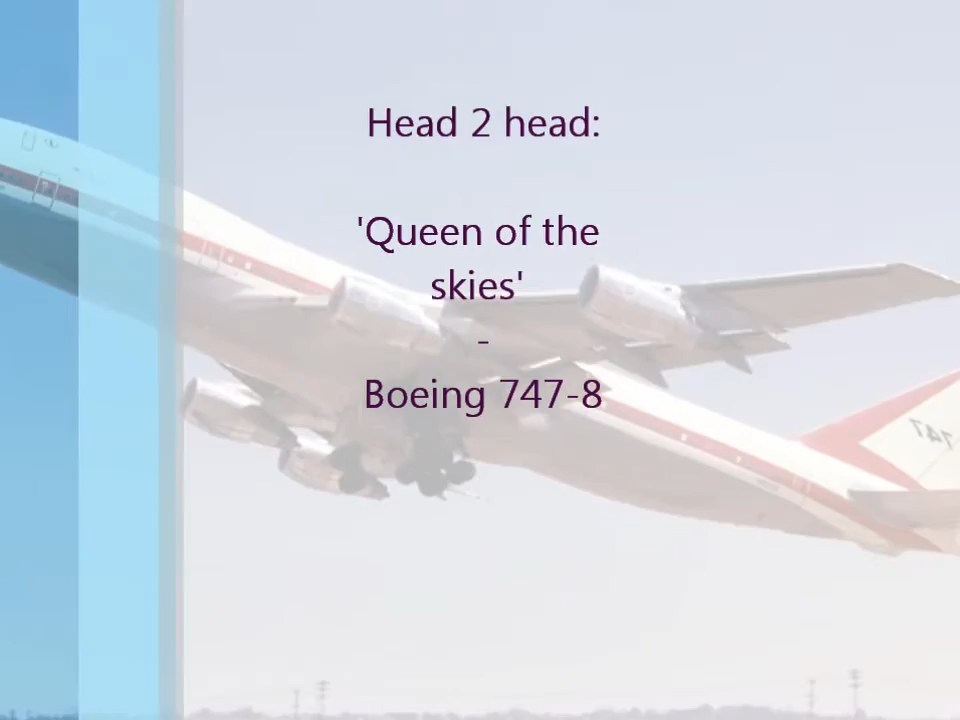 Head 2 head:
'Queen of the
skies'
-
Boeing 747-8
747